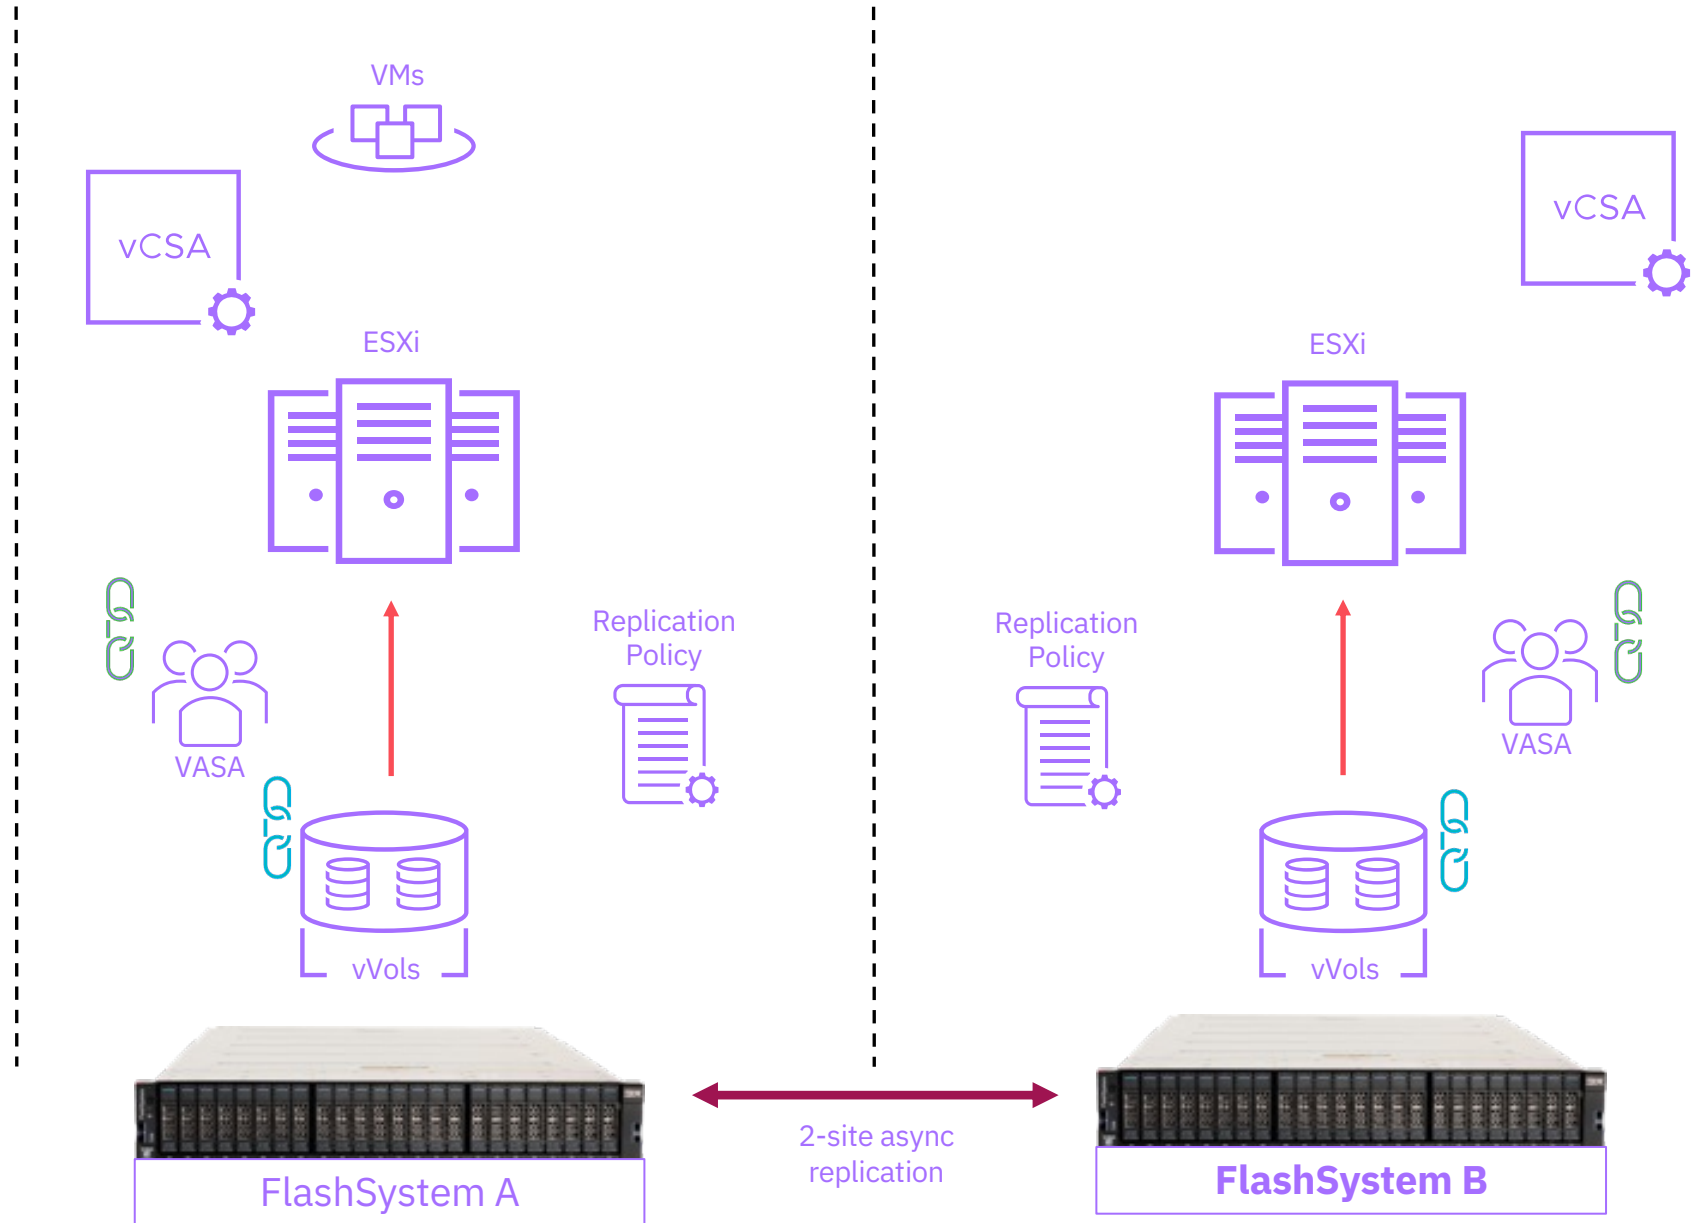 VMs
vCSA
vCSA
ESXi
ESXi
Replication
Policy
Replication
Policy
VASA
VASA
vVols
vVols
2-site async
replication
FlashSystem A
FlashSystem B